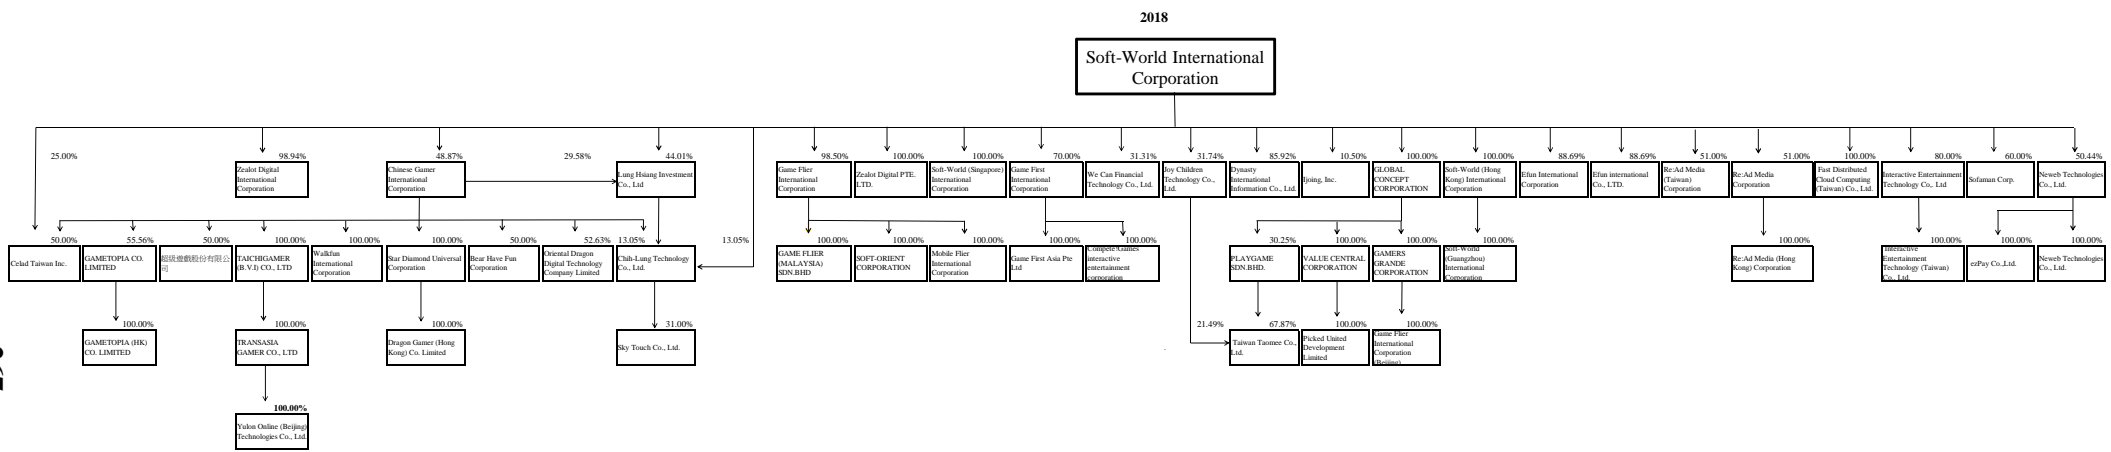 2018
Soft-World International
Corporation
25.00%
98.94%
48.87%
29.58%
44.01%
98.50%
100.00%
100.00%
70.00%
31.31%
31.74%
85.92%
10.50%
100.00%
100.00%
88.69%
88.69%
51.00%
51.00%
100.00%
80.00%
60.00%
50.44%
Zealot Digital
International
Corporation
Chinese Gamer
International
Corporation
Lung Hsiang Investment
Co., Ltd
Game Flier
International
Corporation
Zealot Digital PTE.
LTD.
Soft-World (Singapore)
International
Corporation
Game First
International
Corporation
We Can Financial
Technology Co., Ltd.
Joy Children
Technology Co.,
Ltd.
Dynasty
International
Information Co., Ltd.
Ijoing, Inc.
GLOBAL
CONCEPT
CORPORATION
Soft-World (Hong
Kong) International
Corporation
Efun International
Corporation
Efun international
Co., LTD.
Re:Ad Media
(Taiwan)
Corporation
Re:Ad Media
Corporation
Fast Distributed
Cloud Computing
(Taiwan) Co., Ltd.
Interactive Entertainment
Technology Co., Ltd
Sofaman Corp.
Neweb Technologies
Co., Ltd.
50.00%
55.56%
50.00%
100.00%
100.00%
100.00%
50.00%
52.63%
13.05%
13.05%
100.00%
100.00%
100.00%
100.00%
100.00%
30.25%
100.00%
100.00%
100.00%
100.00%
100.00%
100.00%
100.00%
Celad Taiwan Inc.
GAMETOPIA CO.
LIMITED
超級遊戲股份有限公
司
TAICHIGAMER
(B.V.I) CO., LTD
Walkfun
International
Corporation
Star Diamond Universal
Corporation
Bear Have Fun
Corporation
Oriental Dragon
Digital Technology
Company Limited
Chih-Lung Technology
Co., Ltd.
GAME FLIER
(MALAYSIA)
SDN.BHD
SOFT-ORIENT
CORPORATION
Mobile Flier
International
Corporation
Game First Asia Pte
Ltd
Compete!Games
interactive
entertainment
corporation
PLAYGAME
SDN.BHD.
VALUE CENTRAL
CORPORATION
GAMERS
GRANDE
CORPORATION
Soft-World
(Guangzhou)
International
Corporation
Re:Ad Media (Hong
Kong) Corporation
Interactive
Entertainment
Technology (Taiwan)
Co., Ltd.
ezPay Co.,Ltd.
Neweb Technologies
Co., Ltd.
100.00%
100.00%
100.00%
31.00%
21.49%
67.87%
100.00%
100.00%
GAMETOPIA (HK)
CO. LIMITED
TRANSASIA
GAMER CO., LTD
Dragon Gamer (Hong
Kong) Co. Limited
Sky Touch Co., Ltd.
Taiwan Taomee Co.,
Ltd.
Picked United
Development
Limited
Game Flier
International
Corporation
(Beijing)
100.00%
Yulon Online (Beijing)
Technologies Co., Ltd.